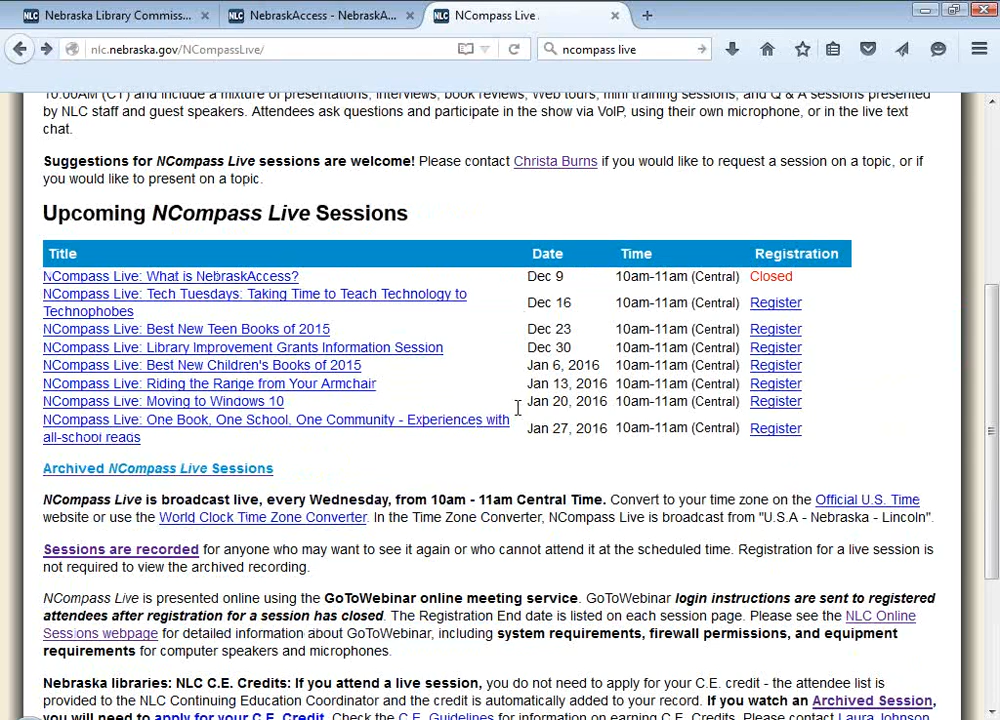 Nebraska Library Commiss...
NebraskAccess - NebraskA...
NCompass Live
nlc.nebraska.gov/NCompassLive/
ncompass live
10:00AM (CT) and include a mixture of presentations, interviews, book reviews, Web tours, mini training sessions, and Q & A sessions presented
by NLC staff and guest speakers. Attendees ask questions and participate in the show via VoIP, using their own microphone, or in the live text
chat.
Suggestions for NCompass Live sessions are welcome! Please contact Christa Burns if you would like to request a session on a topic, or if
you would like to present on a topic.
Upcoming NCompass Live Sessions
Title Date Time Registration
NCompass Live: What is NebraskAccess? Dec 9 10am-11am (Central) Closed
NCompass Live: Tech Tuesdays: Taking Time to Teach Technology to
Technophobes Dec 16 10am-11am (Central) Register
NCompass Live: Best New Teen Books of 2015 Dec 23 10am-11am (Central) Register
NCompass Live: Library Improvement Grants Information Session Dec 30 10am-11am (Central) Register
NCompass Live: Best New Children's Books of 2015 Jan 6, 2016 10am-11am (Central) Register
NCompass Live: Riding the Range from Your Armchair Jan 13, 2016 10am-11am (Central) Register
NCompass Live: Moving to Windows 10 Jan 20, 2016 10am-11am (Central) Register
NCompass Live: One Book, One School, One Community - Experiences with
all-school reads Jan 27, 2016 10am-11am (Central) Register
Archived NCompass Live Sessions
NCompass Live is broadcast live, every Wednesday, from 10am - 11am Central Time. Convert to your time zone on the Official U.S. Time
website or use the World Clock Time Zone Converter. In the Time Zone Converter, NCompass Live is broadcast from "U.S.A - Nebraska - Lincoln".
Sessions are recorded for anyone who may want to see it again or who cannot attend it at the scheduled time. Registration for a live session is
not required to view the archived recording.
NCompass Live is presented online using the GoToWebinar online meeting service. GoToWebinar login instructions are sent to registered
attendees after registration for a session has closed. The Registration End date is listed on each session page. Please see the NLC Online
Sessions webpage for detailed information about GoToWebinar, including system requirements, firewall permissions, and equipment
requirements for computer speakers and microphones.
Nebraska libraries: NLC C.E. Credits: If you attend a live session, you do not need to apply for your C.E. credit - the attendee list is
provided to the NLC Continuing Education Coordinator and the credit is automatically added to your record. If you watch an Archived Session,
you will need to apply for your C.E. Credit. Check the C.E. Guidelines for information on earning C.E. Credits. Please contact Laura Johnson